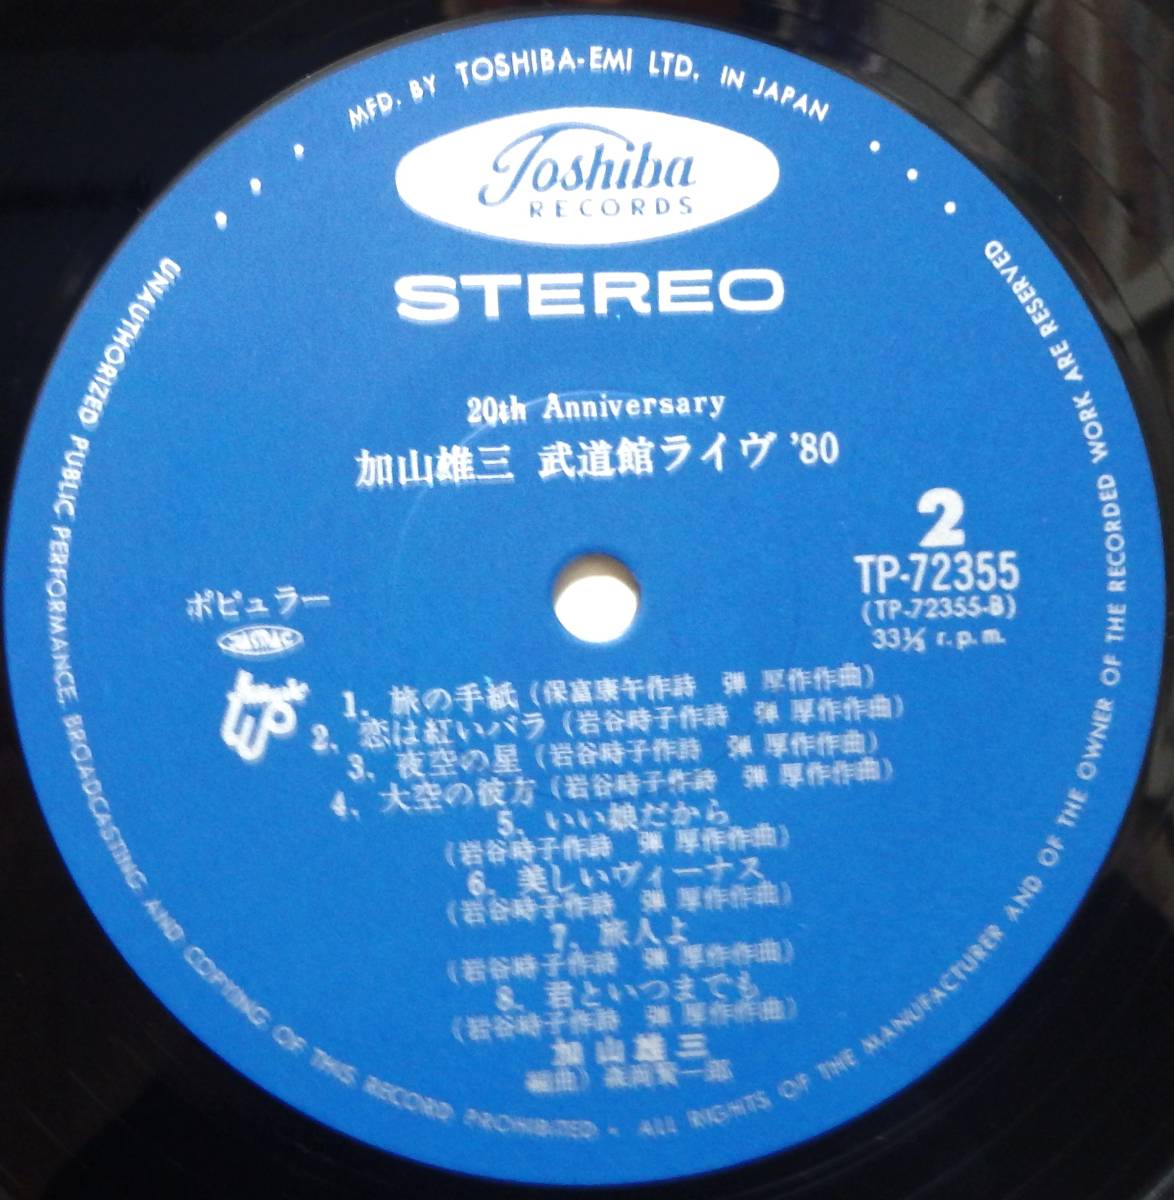 MFD. BY TOSHIBA-EMI LTD. IN JAPAN
Toshiba
RECORDS
STEREO
20th Anniversary
加山雄三 武道館ライヴ '80
2
TP-72355
(TP-72355-B)
33⅓ r.p.m.
ポピュラー
1. 旅の手紙 (保富康午作詩 弾 厚作作曲)
2. 恋は紅いバラ (岩谷時子作詩 弾 厚作作曲)
3. 夜空の星 (岩谷時子作詩 弾 厚作作曲)
4. 大空の彼方 (岩谷時子作詩 弾 厚作作曲)
5. いい娘だから
(岩谷時子作詩 弾 厚作作曲)
6. 美しいヴィーナス
(岩谷時子作詩 弾 厚作作曲)
7. 旅人よ
(岩谷時子作詩 弾 厚作作曲)
8. 君といつまでも
(岩谷時子作詩 弾 厚作作曲)
加山雄三
編曲) 森岡賢一郎
UNAUTHORIZED PUBLIC PERFORMANCE BROADCASTING AND COPYING OF THIS RECORD PROHIBITED · ALL RIGHTS OF THE MANUFACTURER AND OF THE OWNER OF THE RECORDED WORK ARE RESERVED